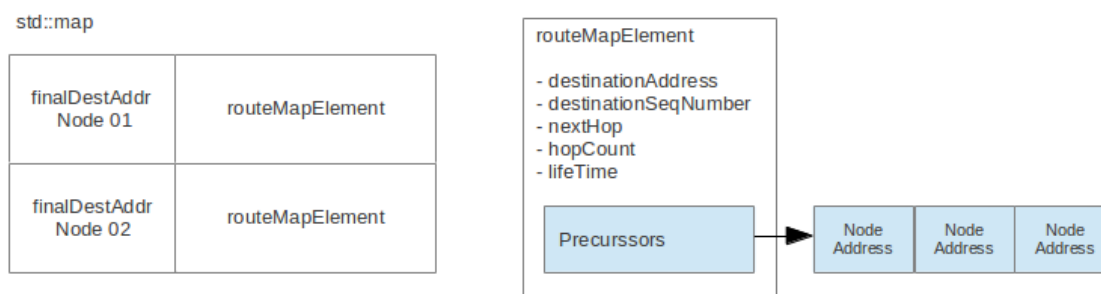 std::map
finalDestAddr
Node 01
routeMapElement
finalDestAddr
Node 02
routeMapElement
routeMapElement
- destinationAddress
- destinationSeqNumber
- nextHop
- hopCount
- lifeTime
Precurssors
Node
Address
Node
Address
Node
Address